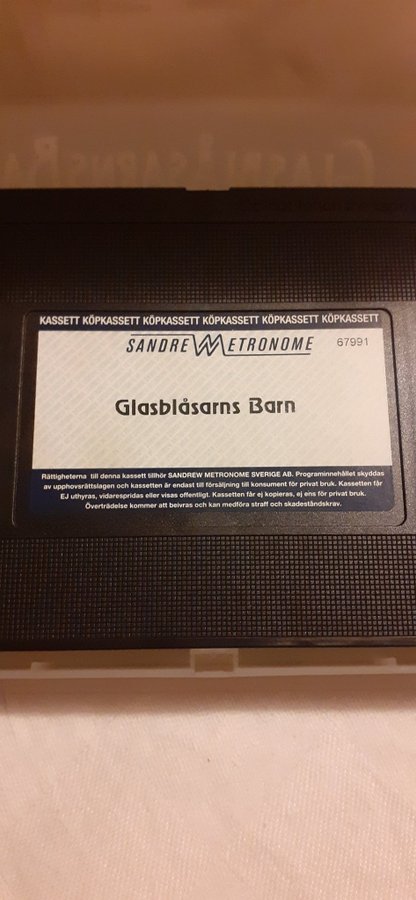 GLASBLÅSARNS BA
KASSETT KÖPKASSETT KÖPKASSETT KÖPKASSETT KÖPKASSETT KÖPKASSETT
SANDREW METRONOME 67991
Glasblåsarns Barn
Rättigheterna till denna kassett tillhör SANDREW METRONOME SVERIGE AB. Programinnehållet skyddas
av upphovsrättslagen och kassetten är endast till försäljning till konsument för privat bruk. Kassetten får
EJ uthyras, vidarespridas eller visas offentligt. Kassetten får ej kopieras, ej ens för privat bruk.
Överträdelse kommer att beivras och kan medföra straff och skadeståndskrav.